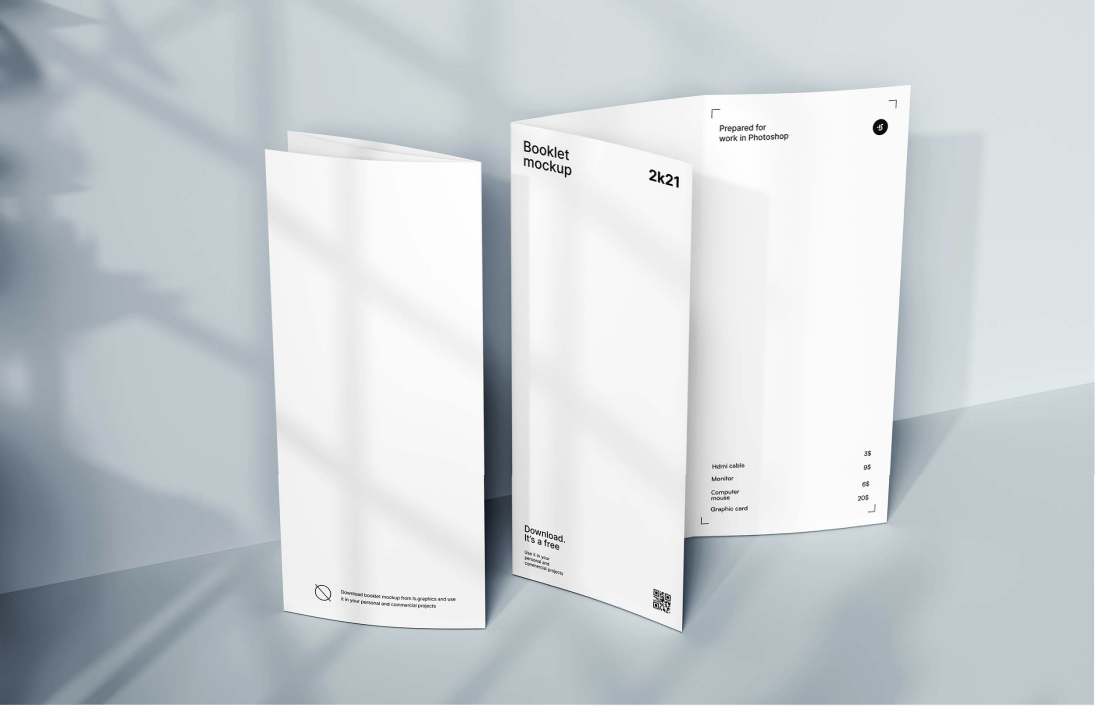 Booklet
mockup
2k21
Prepared for
work in Photoshop
3$
Hdmi cable
9$
Monitor
6$
Computer
mouse
20$
Graphic card
Download.
It's a free
Use it in your
personal and
commercial projects
Download booklet mockup from ls.graphics and use
it in your personal and commercial projects